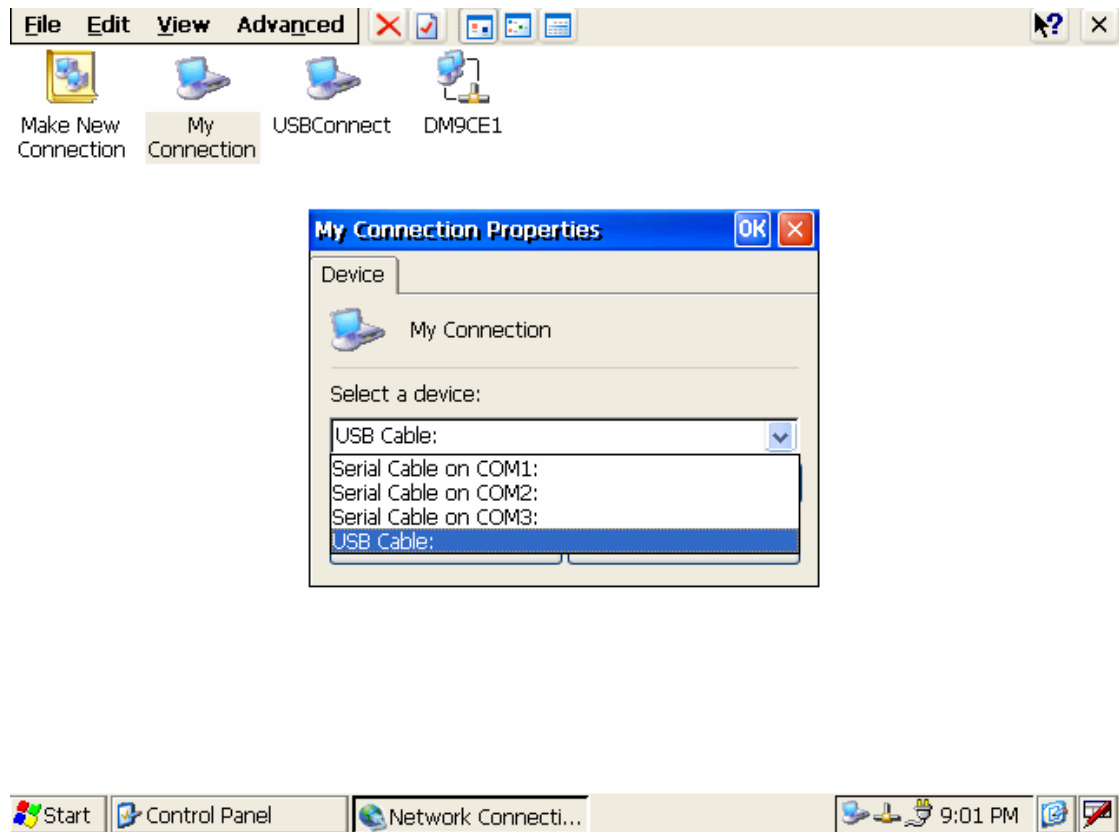 File Edit View Advanced ?
Make New Connection
My Connection
USBConnect
DM9CE1
My Connection Properties OK
Device
My Connection
Select a device:
USB Cable:
Serial Cable on COM1:
Serial Cable on COM2:
Serial Cable on COM3:
USB Cable:
Start Control Panel Network Connecti... 9:01 PM